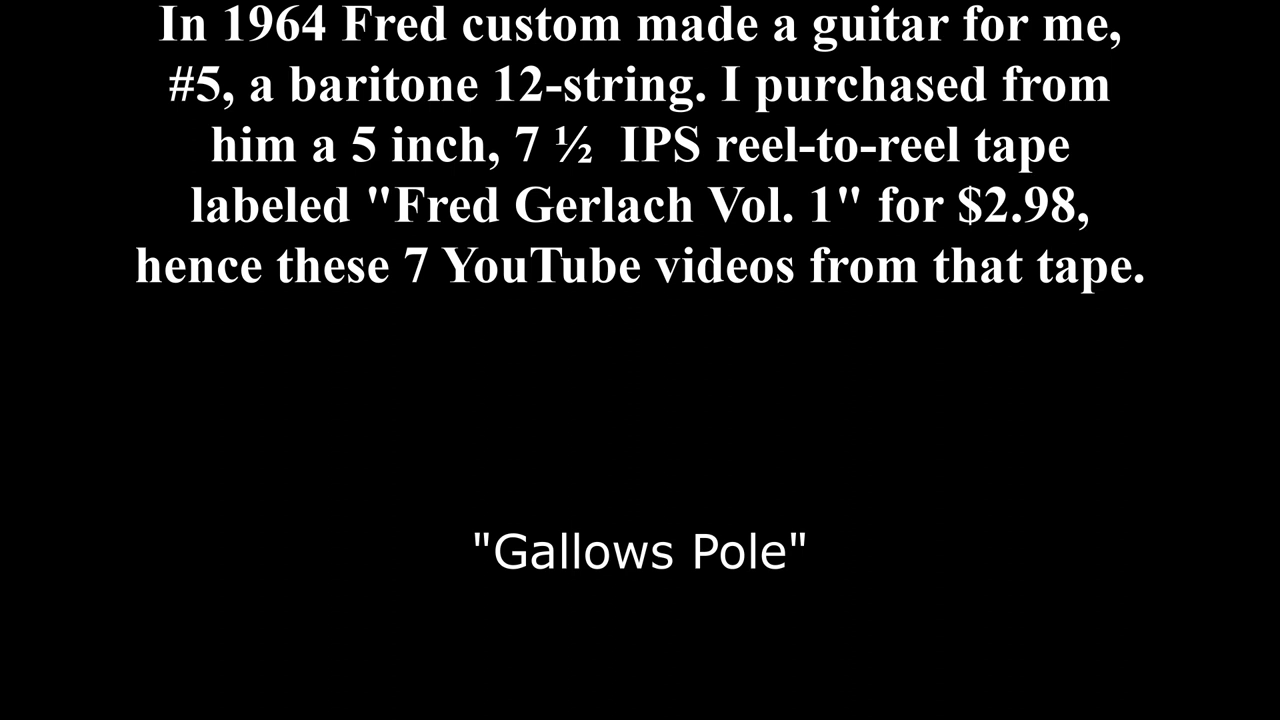 In 1964 Fred custom made a guitar for me,
#5, a baritone 12-string. I purchased from
him a 5 inch, 7 ½  IPS reel-to-reel tape
labeled "Fred Gerlach Vol. 1" for $2.98,
hence these 7 YouTube videos from that tape.
"Gallows Pole"